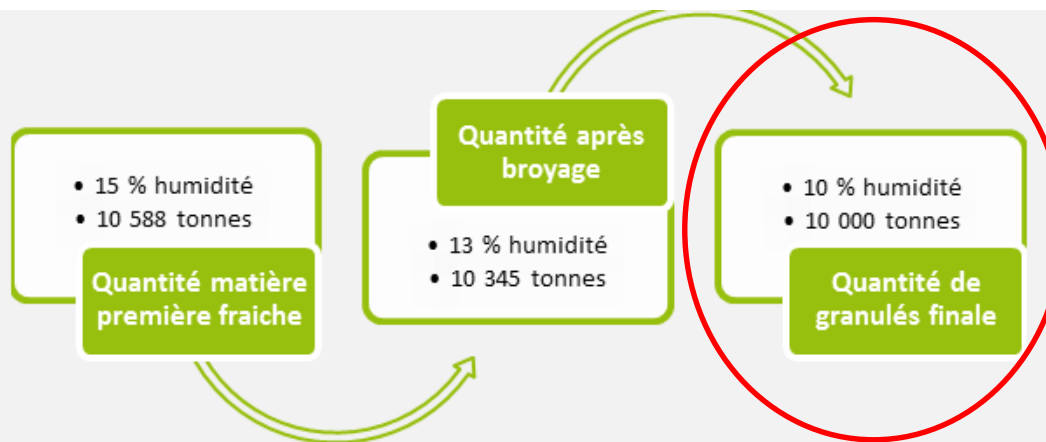 • 15 % humidité
• 10 588 tonnes
Quantité matière
première fraiche
Quantité après
broyage
• 13 % humidité
• 10 345 tonnes
• 10 % humidité
• 10 000 tonnes
Quantité de
granulés finale